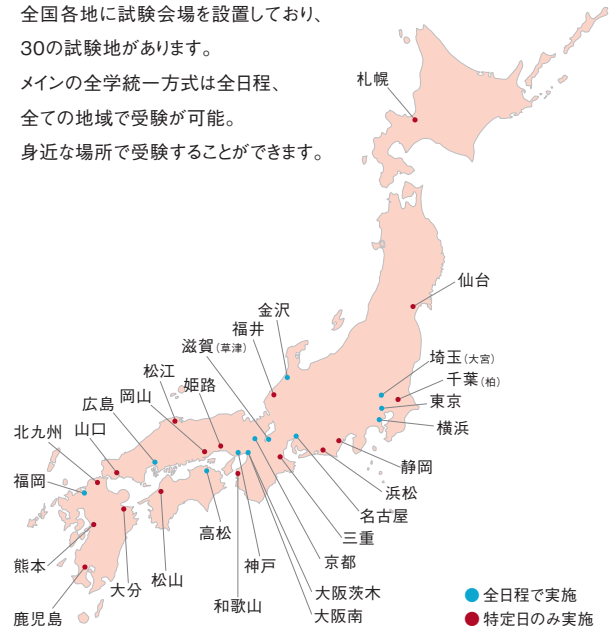 全国各地に試験会場を設置しており、
30の試験地があります。
メインの全学統一方式は全日程、
全ての地域で受験が可能。
身近な場所で受験することができます。
札幌
仙台
金沢
福井
滋賀(草津)
埼玉(大宮)
千葉(柏)
東京
横浜
松江
姫路
岡山
広島
山口
北九州
福岡
静岡
浜松
名古屋
三重
京都
高松
神戸
大阪茨木
大阪南
和歌山
松山
大分
熊本
鹿児島
全日程で実施
特定日のみ実施